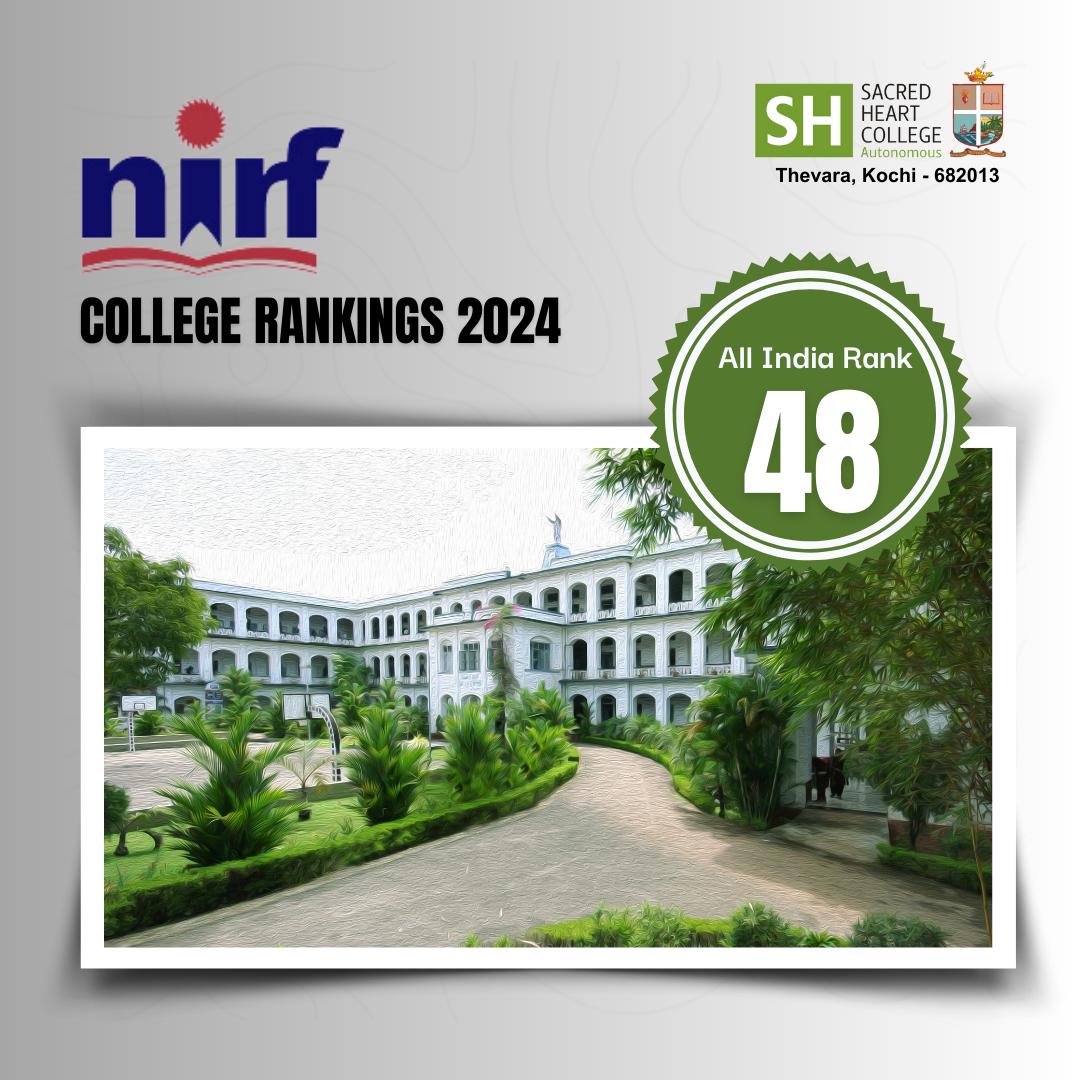 nirf
COLLEGE RANKINGS 2024
SH
SACRED
HEART
COLLEGE
Autonomous
Thevara, Kochi - 682013
All India Rank
48